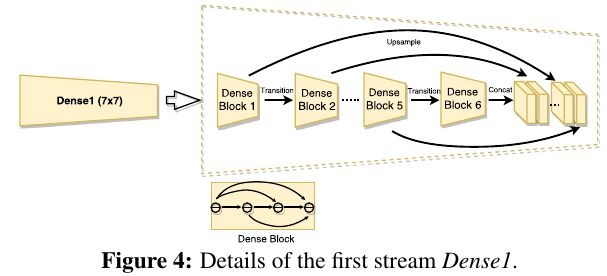 Upsample
Dense1 (7x7)
Dense
Block 1
Transition
Dense
Block 2
Dense
Block 5
Transition
Dense
Block 6
Concat
Dense Block
Figure 4: Details of the first stream Dense1.